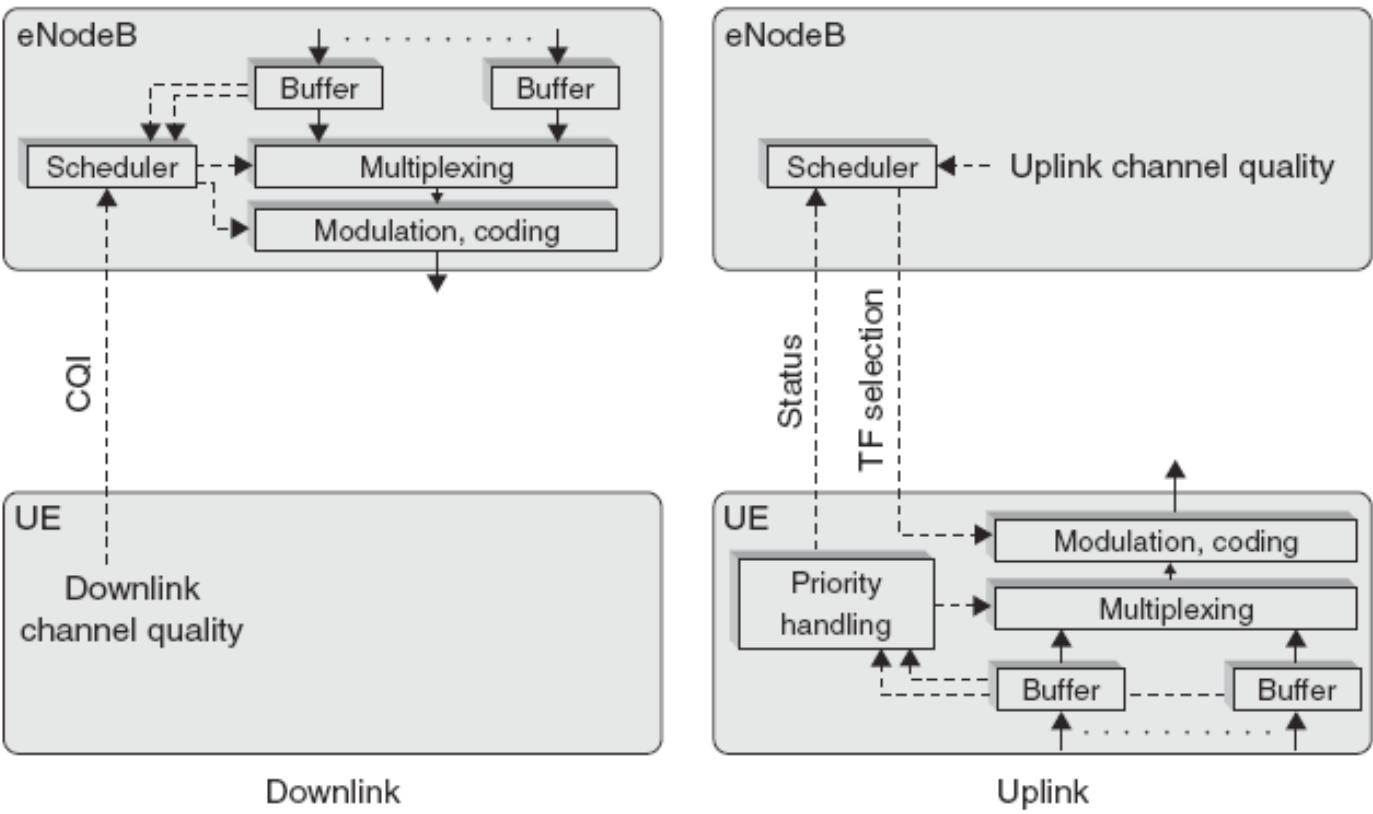 eNodeB
Buffer
Buffer
Scheduler
Multiplexing
Modulation, coding
CQI
UE
Downlink
channel quality
Downlink
eNodeB
Scheduler
Uplink channel quality
Status
TF selection
UE
Modulation, coding
Priority
handling
Multiplexing
Buffer
Buffer
Uplink